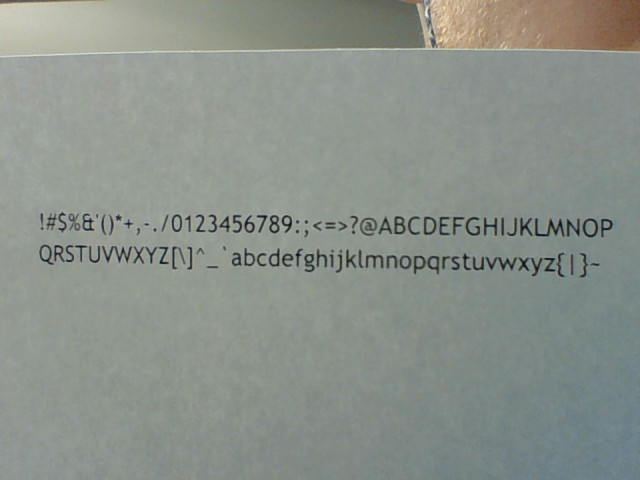 !#$%&'()*+,-./0123456789:;<=>?@ABCDEFGHIJKLMNOP
QRSTUVWXYZ[\]^_`abcdefghijklmnopqrstuvwxyz{|}~